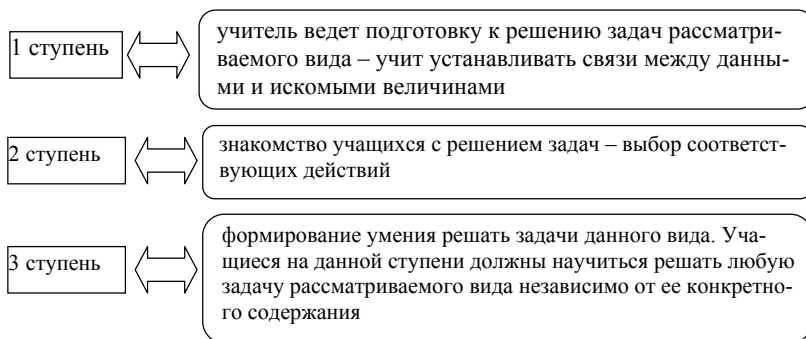 1 ступень
учитель ведет подготовку к решению задач рассматри-
ваемого вида – учит устанавливать связи между данны-
ми и искомыми величинами
2 ступень
знакомство учащихся с решением задач – выбор соответст-
вующих действий
3 ступень
формирование умения решать задачи данного вида. Уча-
щиеся на данной ступени должны научиться решать любую
задачу рассматриваемого вида независимо от ее конкретно-
го содержания